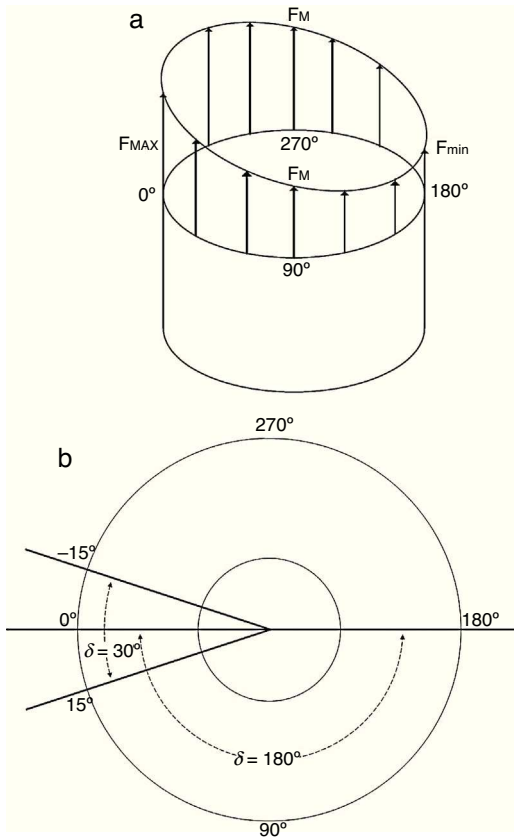 a
FM
FMAX
270º
Fmin
FM
0º
180º
90º
b
270º
–15º
0º
180º
δ = 30º
15º
δ = 180º
90º